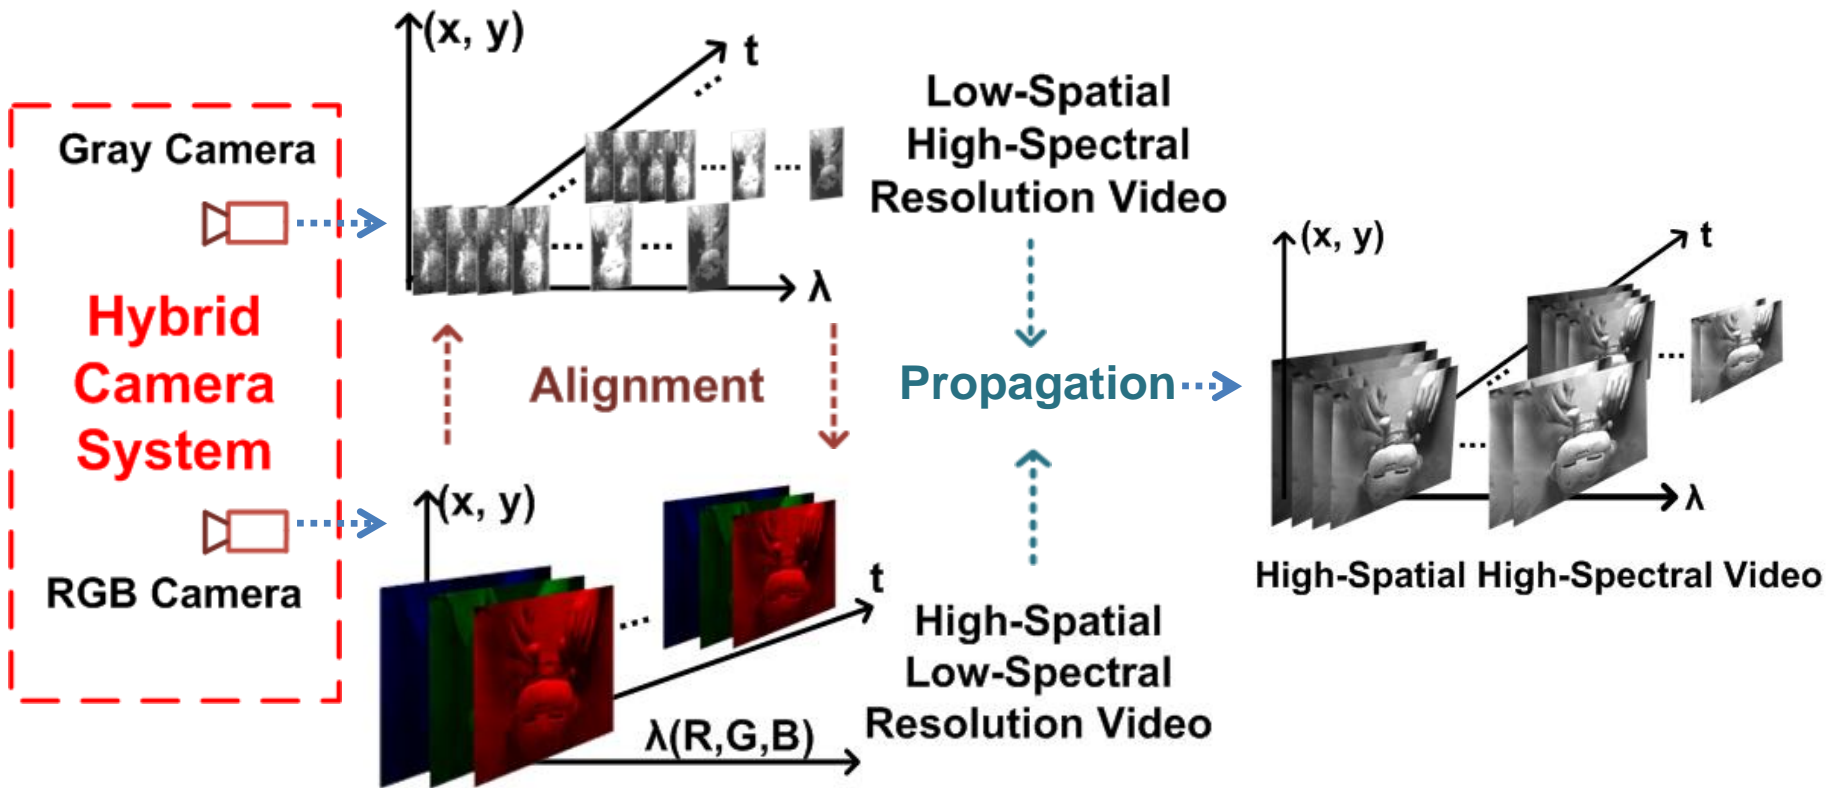 Gray Camera
Hybrid
Camera
System
RGB Camera
(x, y)
t
...
...
... ...
... ...
λ
Alignment
(x, y)
...
t
λ(R,G,B)
Low-Spatial
High-Spectral
Resolution Video
Propagation
High-Spatial
Low-Spectral
Resolution Video
(x, y)
t
...
...
...
λ
High-Spatial High-Spectral Video